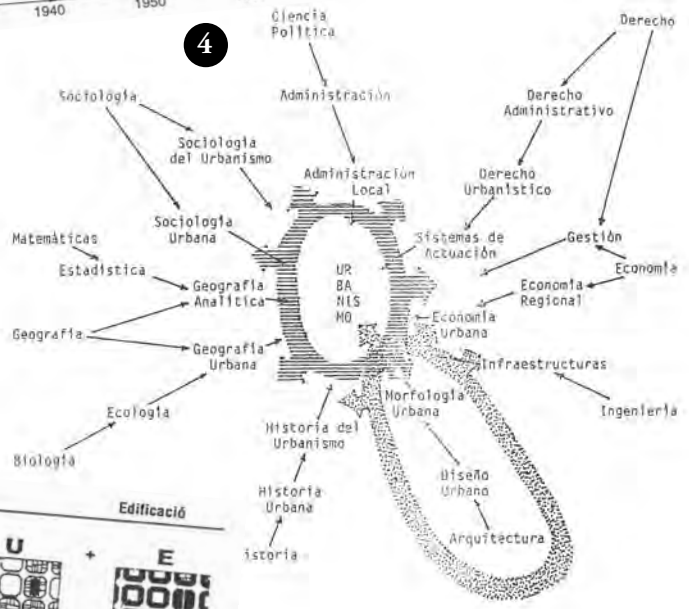 1940
1950
4
Ciencia
Política
Derecho
Sociología
Administración
Derecho
Administrativo
Sociología
del Urbanismo
Administración
Local
Derecho
Urbanístico
Sociología
Urbana
Matemáticas
Sistemas de
Actuación
Gestión
Estadística
Geografía
Analítica
UR
BA
NIS
MO
Economía
Economía
Regional
Economía
Urbana
Geografía
Geografía
Urbana
Infraestructuras
Morfología
Urbana
Ecología
Ingeniería
Historia del
Urbanismo
Biología
Historia
Urbana
Diseño
Urbano
Edificació
Arquitectura
istoria
U + E